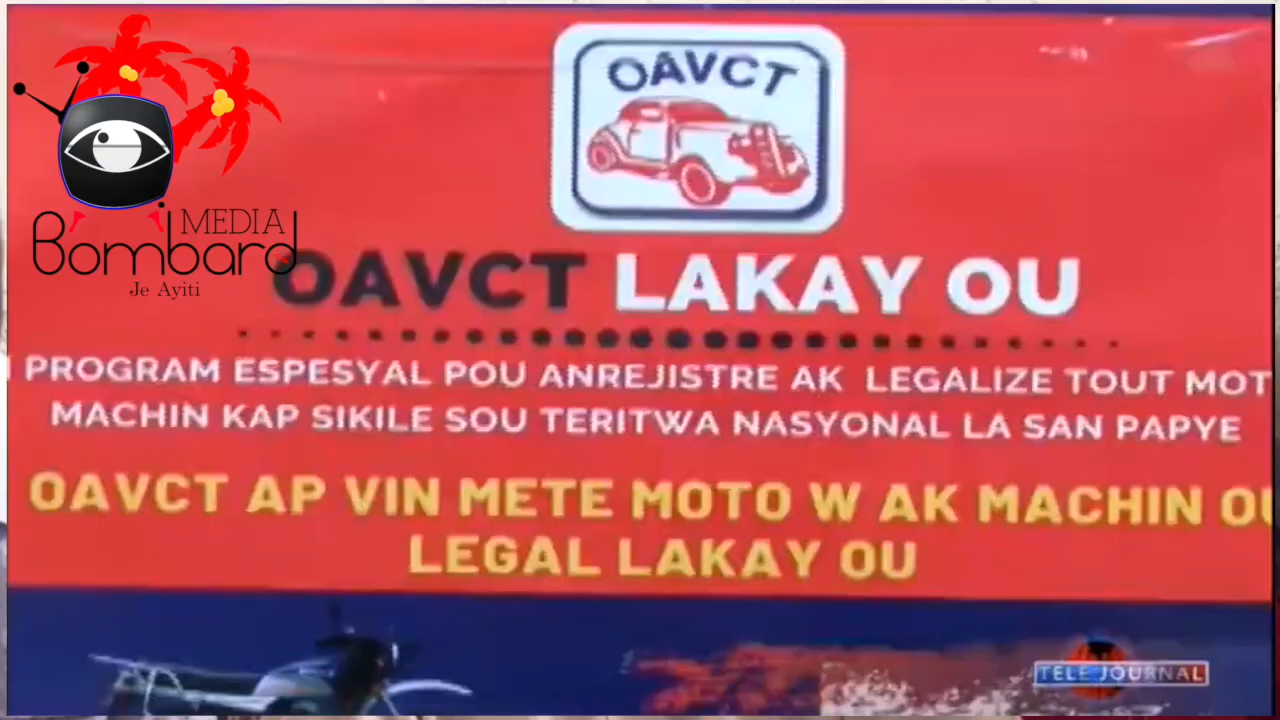 OAVCT
MEDIA
Bombard
Je Ayiti
OAVCT LAKAY OU
PROGRAM ESPESYAL POU ANREJISTRE AK LEGALIZE TOUT MOT
MACHIN KAP SIKILE SOU TERITWA NASYONAL LA SAN PAPYE
OAVCT AP VIN METE MOTO W AK MACHIN OU
LEGAL LAKAY OU
TELE JOURNAL